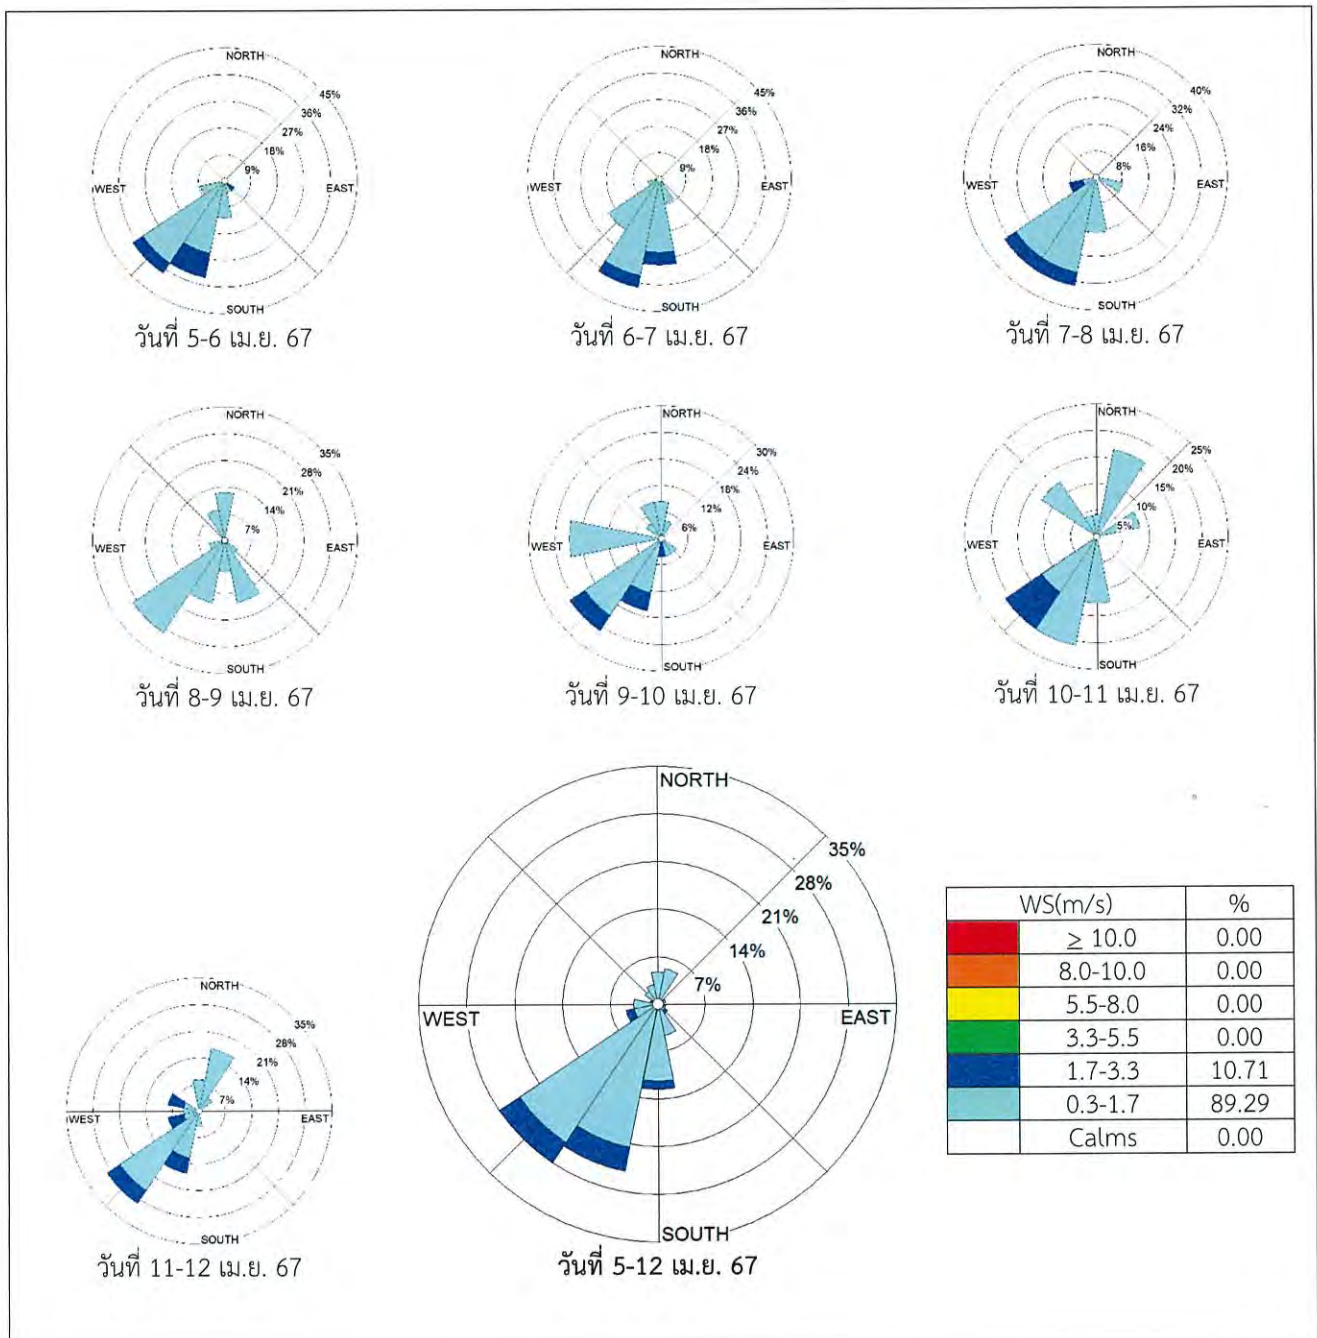 NORTH
45%
36%
27%
18%
9%
WEST
EAST
SOUTH
วันที่ 5-6 เม.ย. 67
NORTH
45%
36%
27%
18%
9%
WEST
EAST
SOUTH
วันที่ 6-7 เม.ย. 67
NORTH
40%
32%
24%
16%
8%
WEST
EAST
SOUTH
วันที่ 7-8 เม.ย. 67
NORTH
35%
28%
21%
14%
7%
WEST
EAST
SOUTH
วันที่ 8-9 เม.ย. 67
NORTH
30%
24%
18%
12%
6%
WEST
EAST
SOUTH
วันที่ 9-10 เม.ย. 67
NORTH
25%
20%
15%
10%
5%
WEST
EAST
SOUTH
วันที่ 10-11 เม.ย. 67
NORTH
35%
28%
21%
14%
7%
WEST
EAST
SOUTH
วันที่ 11-12 เม.ย. 67
NORTH
35%
28%
21%
14%
7%
WEST
EAST
SOUTH
วันที่ 5-12 เม.ย. 67
WS(m/s) %
≥ 10.0 0.00
8.0-10.0 0.00
5.5-8.0 0.00
3.3-5.5 0.00
1.7-3.3 10.71
0.3-1.7 89.29
Calms 0.00